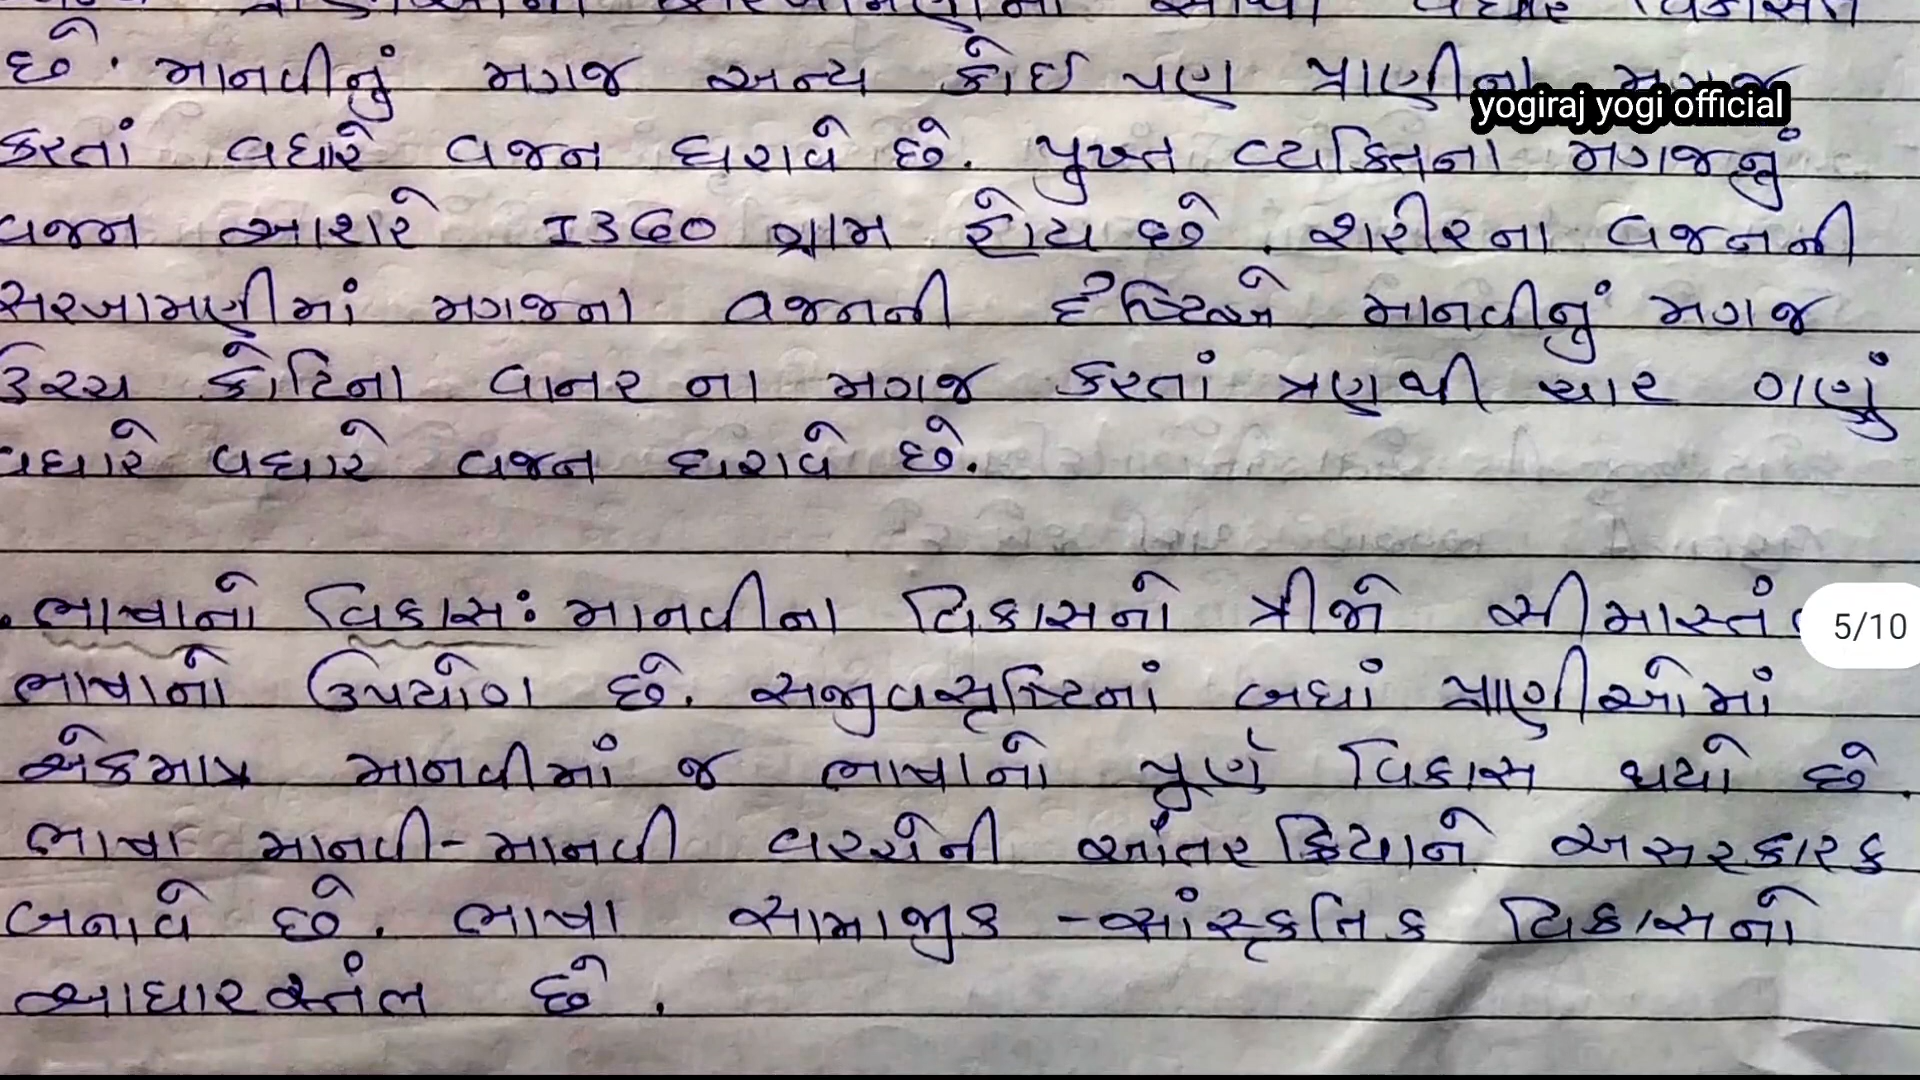 વધારે વિકસિત
છે. માનવીનું મગજ અન્ય કોઈ પણ પ્રાણીના મગજ
yogiraj yogi official
કરતાં વધારે વજન ધરાવે છે. પુખ્ત વ્યકિતના મગજનું
વજન આશરે 1360 ગ્રામ હોય છે. શરીરના વજનની
સરખામણીમાં મગજના વજનની દૃષ્ટિએ માનવીનું મગજ
ઉચ્ચ કોટિના વાનર ના મગજ કરતાં ત્રણથી ચાર ગણું
વધારે વધારે વજન ધરાવે છે.
. ભાષાનો વિકાસ: માનવીના વિકાસનો ત્રીજો સીમાસ્તં
5/10
ભાષાનો ઉપયોગ છે. સજીવસૃષ્ટિનાં બધાં પ્રાણીઓમાં
એકમાત્ર માનવીમાં જ ભાષાનો પુર્ણ વિકાસ થયો છે.
ભાષા માનવી-માનવી વચ્ચેની આંતરક્રિયાને અસરકારક
બનાવે છે. ભાષા સામાજીક -સાંસ્કૃતિક વિકાસનો
આધારસ્તંભ છે.